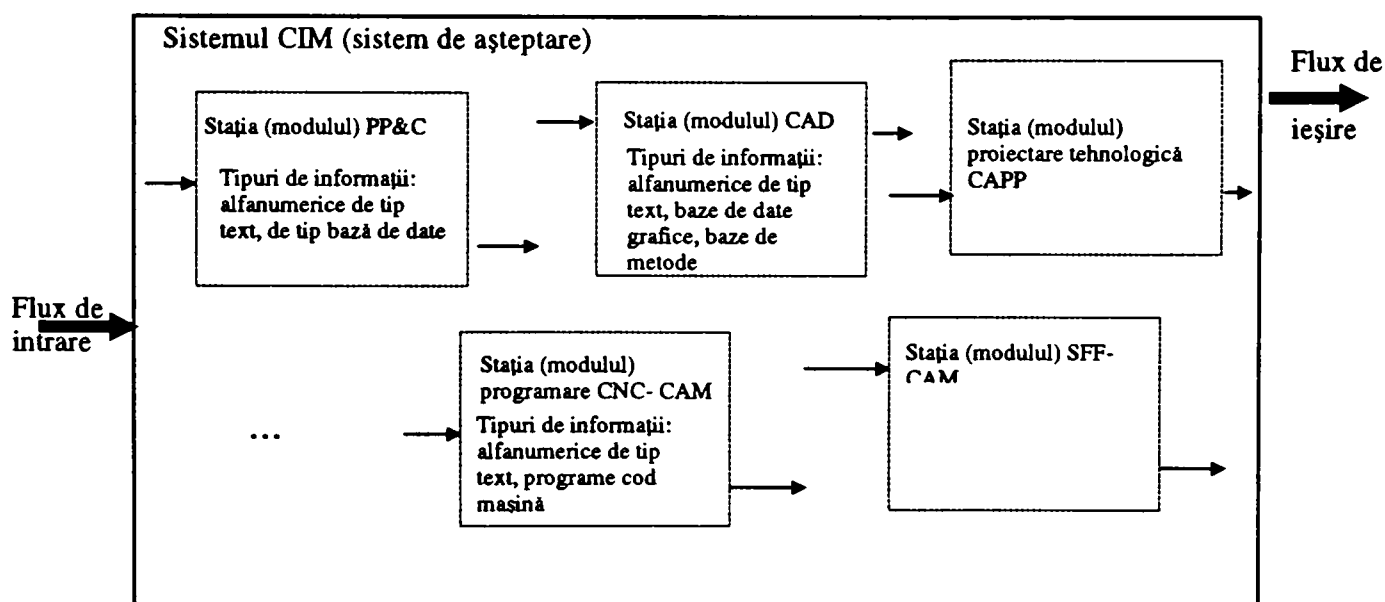 Sistemul CIM (sistem de aşteptare)
Flux de
ieşire
Staţia (modulul) PP&C
Tipuri de informaţii:
alfanumerice de tip
text, de tip bază de date
Staţia (modulul) CAD
Tipuri de informaţii:
alfanumerice de tip
text, baze de date
grafice, baze de
metode
Staţia (modulul)
proiectare tehnologică
CAPP
Flux de
intrare
Staţia (modulul)
programare CNC- CAM
Tipuri de informaţii:
alfanumerice de tip
text, programe cod
maşină
Staţia (modulul) SFF-
CAM
...